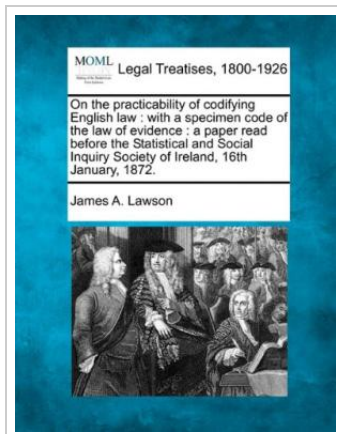 MOML
Legal Treatises, 1800-1926
On the practicability of codifying
English law : with a specimen code of
the law of evidence : a paper read
before the Statistical and Social
Inquiry Society of Ireland, 16th
January, 1872.
James A. Lawson